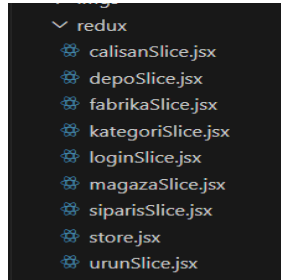 redux
calisanSlice.jsx
depoSlice.jsx
fabrikaSlice.jsx
kategoriSlice.jsx
loginSlice.jsx
magazaSlice.jsx
siparisSlice.jsx
store.jsx
urunSlice.jsx